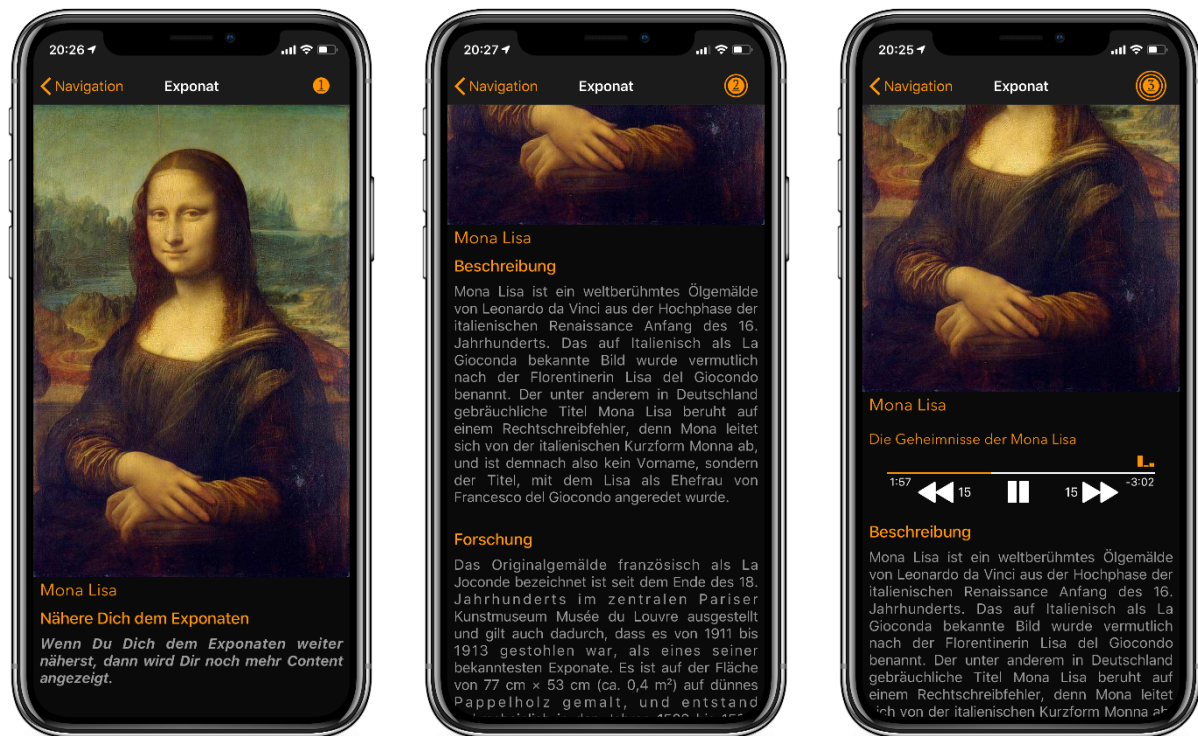 20:26
Navigation Exponat 1
Mona Lisa
Nähere Dich dem Exponaten
Wenn Du Dich dem Exponaten weiter
näherst, dann wird Dir noch mehr Content
angezeigt.
20:27
Navigation Exponat 2
Mona Lisa
Beschreibung
Mona Lisa ist ein weltberühmtes Ölgemälde
von Leonardo da Vinci aus der Hochphase der
italienischen Renaissance Anfang des 16.
Jahrhunderts. Das auf Italienisch als La
Gioconda bekannte Bild wurde vermutlich
nach der Florentinerin Lisa del Giocondo
benannt. Der unter anderem in Deutschland
gebräuchliche Titel Mona Lisa beruht auf
einem Rechtschreibfehler, denn Mona leitet
sich von der italienischen Kurzform Monna ab,
und ist demnach also kein Vorname, sondern
der Titel, mit dem Lisa als Ehefrau von
Francesco del Giocondo angeredet wurde.
Forschung
Das Originalgemälde französisch als La
Joconde bezeichnet ist seit dem Ende des 18.
Jahrhunderts im zentralen Pariser
Kunstmuseum Musée du Louvre ausgestellt
und gilt auch dadurch, dass es von 1911 bis
1913 gestohlen war, als eines seiner
bekanntesten Exponate. Es ist auf der Fläche
von 77 cm × 53 cm (ca. 0,4 m²) auf dünnes
Pappelholz gemalt, und entstand
20:25
Navigation Exponat 3
Mona Lisa
Die Geheimnisse der Mona Lisa
1:57 15 15 -3:02
Beschreibung
Mona Lisa ist ein weltberühmtes Ölgemälde
von Leonardo da Vinci aus der Hochphase der
italienischen Renaissance Anfang des 16.
Jahrhunderts. Das auf Italienisch als La
Gioconda bekannte Bild wurde vermutlich
nach der Florentinerin Lisa del Giocondo
benannt. Der unter anderem in Deutschland
gebräuchliche Titel Mona Lisa beruht auf
einem Rechtschreibfehler, denn Mona leitet
sich von der italienischen Kurzform Monna ab,